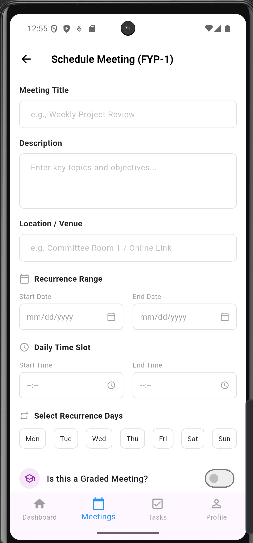 12:55
Schedule Meeting (FYP-1)
Meeting Title
e.g., Weekly Project Review
Description
Enter key topics and objectives...
Location / Venue
e.g. Committee Room 1 / Online Link
Recurrence Range
Start Date End Date
mm/dd/yyyy mm/dd/yyyy
Daily Time Slot
Start Time End Time
--:-- --:--
Select Recurrence Days
Mon Tue Wed Thu Fri Sat Sun
Is this a Graded Meeting?
Dashboard Meetings Tasks Profile